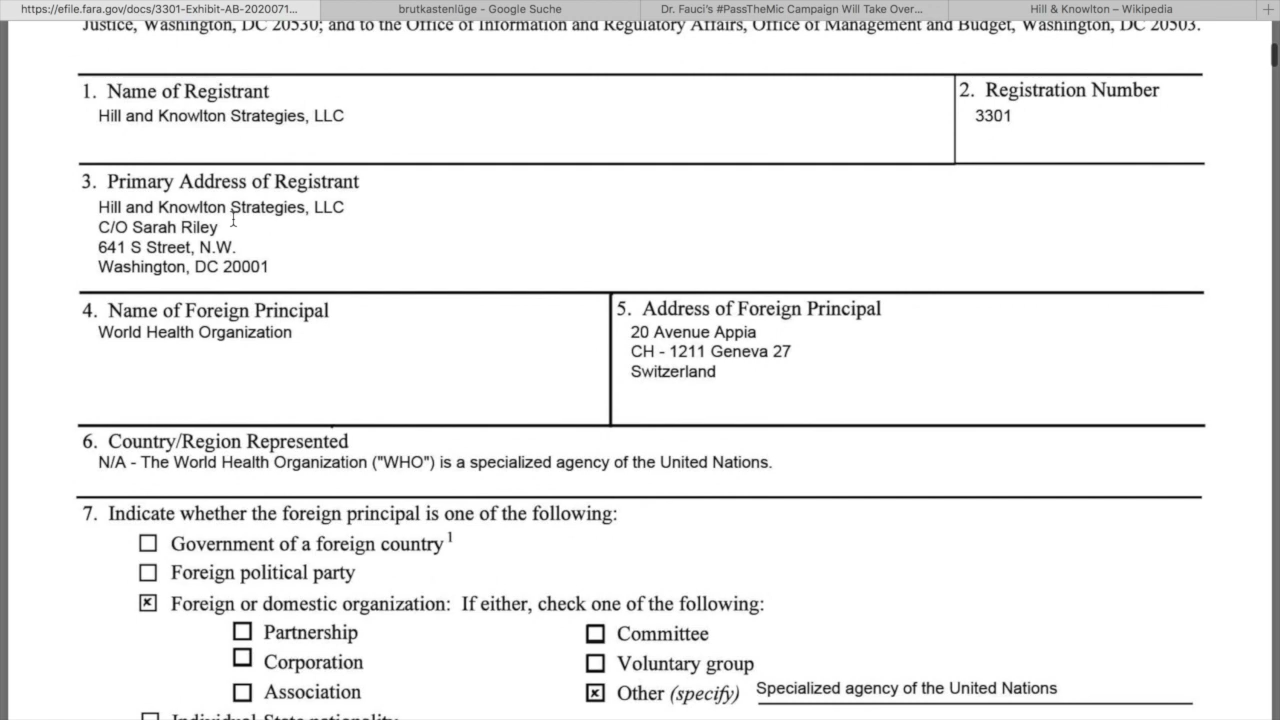 https://efile.fara.gov/docs/3301-Exhibit-AB-2020071...
brutkastenlüge - Google Suche
Dr. Fauci's #PassTheMic Campaign Will Take Over...
Hill & Knowlton – Wikipedia
Justice, Washington, DC 20530; and to the Office of Information and Regulatory Affairs, Office of Management and Budget, Washington, DC 20503.
1. Name of Registrant
Hill and Knowlton Strategies, LLC
2. Registration Number
3301
3. Primary Address of Registrant
Hill and Knowlton Strategies, LLC
C/O Sarah Riley
641 S Street, N.W.
Washington, DC 20001
4. Name of Foreign Principal
World Health Organization
5. Address of Foreign Principal
20 Avenue Appia
CH - 1211 Geneva 27
Switzerland
6. Country/Region Represented
N/A - The World Health Organization ("WHO") is a specialized agency of the United Nations.
7. Indicate whether the foreign principal is one of the following:
Government of a foreign country 1
Foreign political party
Foreign or domestic organization: If either, check one of the following:
Partnership
Committee
Corporation
Voluntary group
Association
Other (specify) Specialized agency of the United Nations
Individual-State nationality